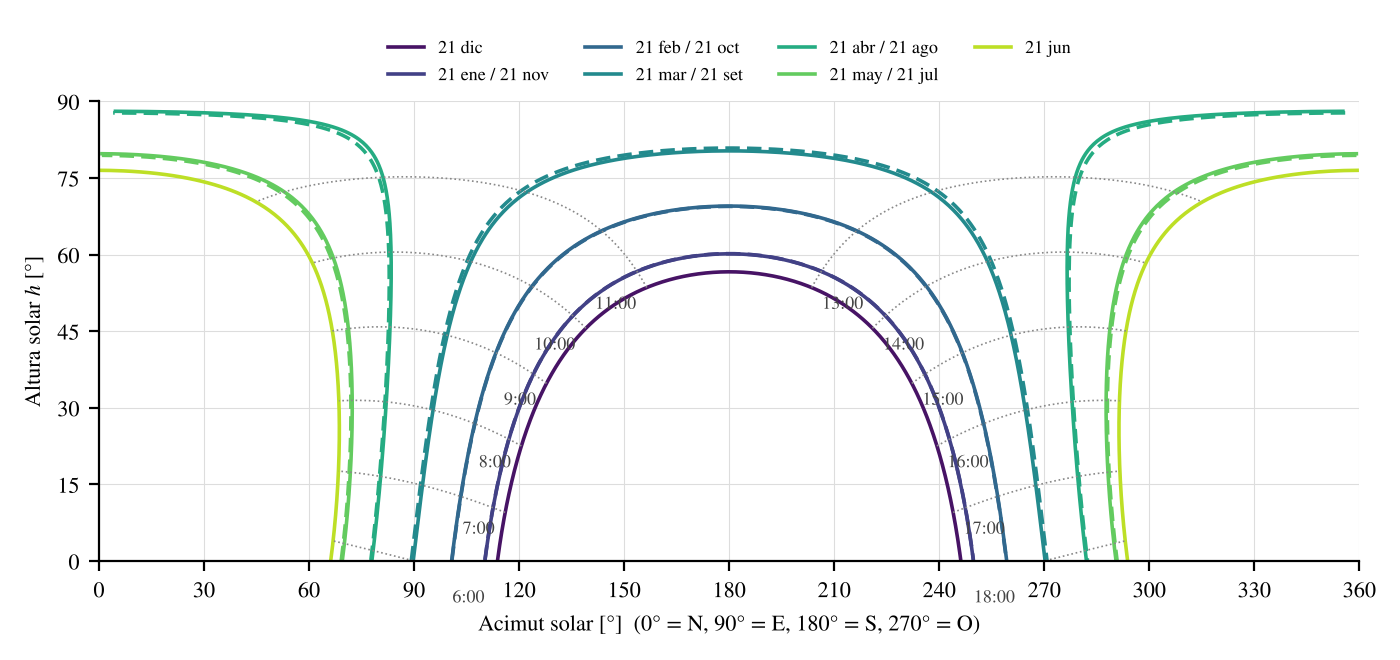 21 dic
21 feb / 21 oct
21 abr / 21 ago
21 jun
21 ene / 21 nov
21 mar / 21 set
21 may / 21 jul
90
75
60
45
30
15
0
Altura solar h [°]
11:00
13:00
10:00
14:00
9:00
15:00
8:00
16:00
7:00
17:00
6:00
18:00
0 30 60 90 120 150 180 210 240 270 300 330 360
Acimut solar [°] (0° = N, 90° = E, 180° = S, 270° = O)